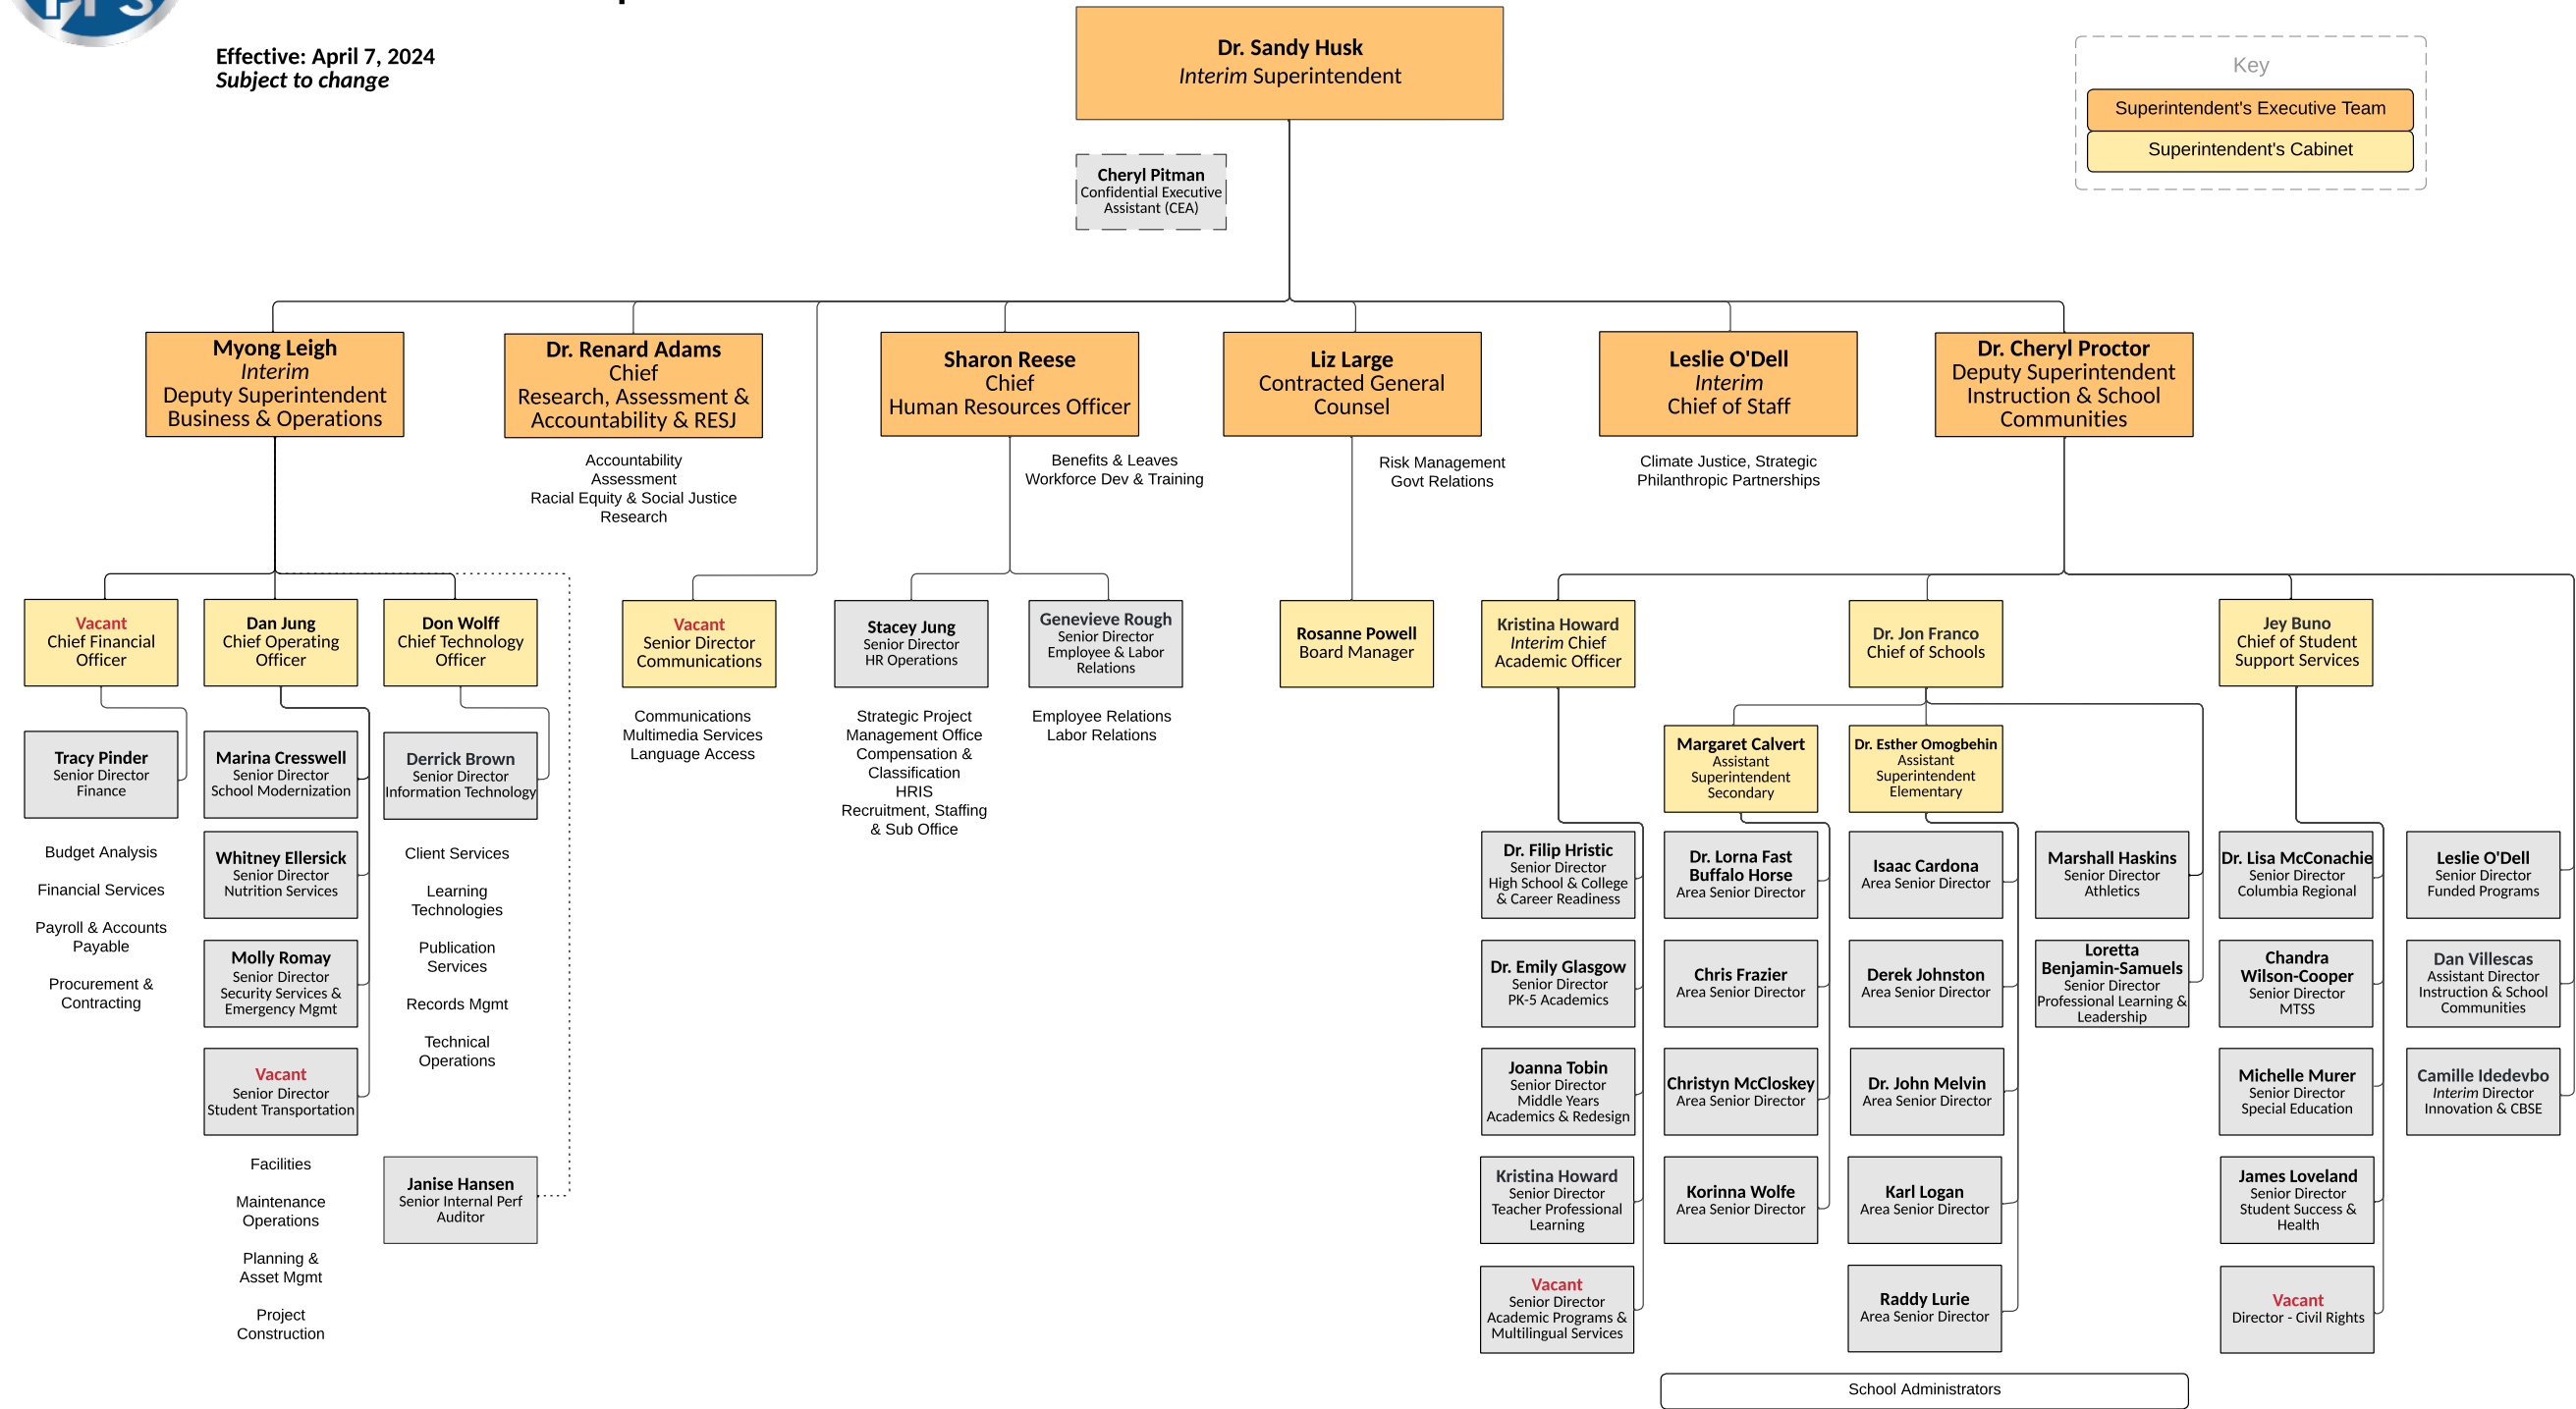 PPS
Effective: April 7, 2024
Subject to change
Dr. Sandy Husk
Interim Superintendent
Key
Superintendent's Executive Team
Superintendent's Cabinet
Cheryl Pitman
Confidential Executive
Assistant (CEA)
Myong Leigh
Interim
Deputy Superintendent
Business & Operations
Dr. Renard Adams
Chief
Research, Assessment &
Accountability & RESJ
Sharon Reese
Chief
Human Resources Officer
Liz Large
Contracted General
Counsel
Leslie O'Dell
Interim
Chief of Staff
Dr. Cheryl Proctor
Deputy Superintendent
Instruction & School
Communities
Accountability
Assessment
Racial Equity & Social Justice
Research
Benefits & Leaves
Workforce Dev & Training
Risk Management
Govt Relations
Climate Justice, Strategic
Philanthropic Partnerships
Vacant
Chief Financial
Officer
Dan Jung
Chief Operating
Officer
Don Wolff
Chief Technology
Officer
Vacant
Senior Director
Communications
Stacey Jung
Senior Director
HR Operations
Genevieve Rough
Senior Director
Employee & Labor
Relations
Rosanne Powell
Board Manager
Kristina Howard
Interim Chief
Academic Officer
Dr. Jon Franco
Chief of Schools
Jey Buno
Chief of Student
Support Services
Tracy Pinder
Senior Director
Finance
Marina Cresswell
Senior Director
School Modernization
Derrick Brown
Senior Director
Information Technology
Communications
Multimedia Services
Language Access
Strategic Project
Management Office
Compensation &
Classification
HRIS
Recruitment, Staffing
& Sub Office
Employee Relations
Labor Relations
Margaret Calvert
Assistant
Superintendent
Secondary
Dr. Esther Omogbehin
Assistant
Superintendent
Elementary
Budget Analysis
Financial Services
Payroll & Accounts
Payable
Procurement &
Contracting
Whitney Ellersick
Senior Director
Nutrition Services
Molly Romay
Senior Director
Security Services &
Emergency Mgmt
Vacant
Senior Director
Student Transportation
Facilities
Maintenance
Operations
Planning &
Asset Mgmt
Project
Construction
Client Services
Learning
Technologies
Publication
Services
Records Mgmt
Technical
Operations
Janise Hansen
Senior Internal Perf
Auditor
Dr. Filip Hristic
Senior Director
High School & College
& Career Readiness
Dr. Emily Glasgow
Senior Director
PK-5 Academics
Joanna Tobin
Senior Director
Middle Years
Academics & Redesign
Kristina Howard
Senior Director
Teacher Professional
Learning
Vacant
Senior Director
Academic Programs &
Multilingual Services
Dr. Lorna Fast
Buffalo Horse
Area Senior Director
Chris Frazier
Area Senior Director
Christyn McCloskey
Area Senior Director
Korinna Wolfe
Area Senior Director
Isaac Cardona
Area Senior Director
Derek Johnston
Area Senior Director
Dr. John Melvin
Area Senior Director
Karl Logan
Area Senior Director
Raddy Lurie
Area Senior Director
Marshall Haskins
Senior Director
Athletics
Loretta
Benjamin-Samuels
Senior Director
Professional Learning &
Leadership
Dr. Lisa McConachie
Senior Director
Columbia Regional
Chandra
Wilson-Cooper
Senior Director
MTSS
Michelle Murer
Senior Director
Special Education
James Loveland
Senior Director
Student Success &
Health
Vacant
Director - Civil Rights
Leslie O'Dell
Senior Director
Funded Programs
Dan Villescas
Assistant Director
Instruction & School
Communities
Camille Idedevbo
Interim Director
Innovation & CBSE
School Administrators